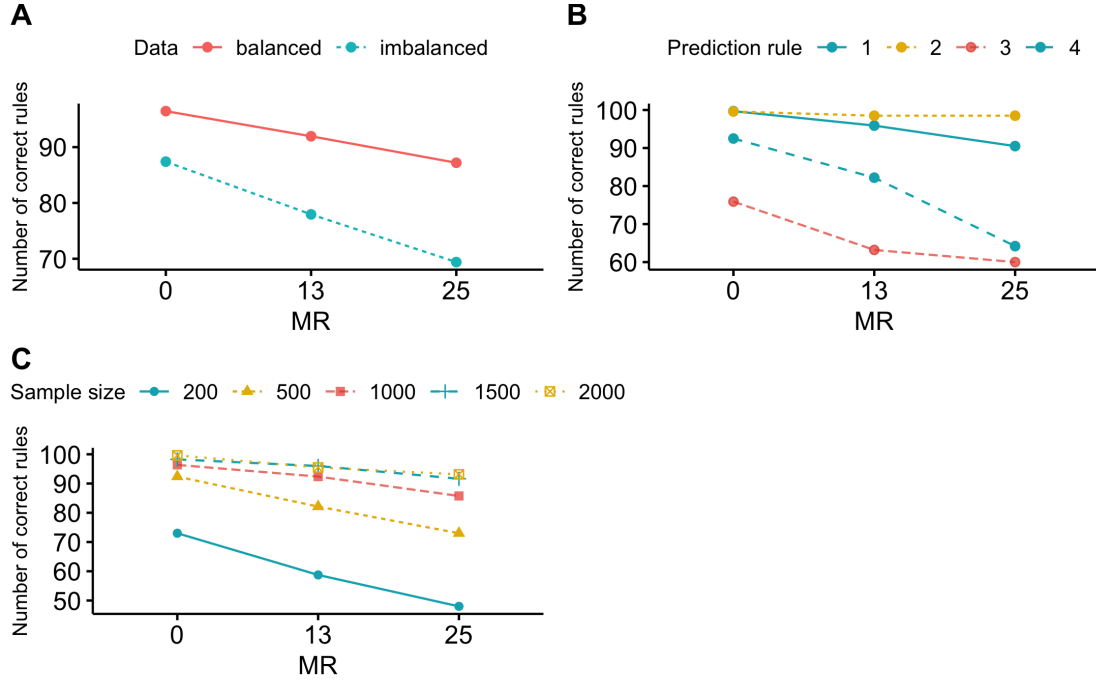 A
Data balanced imbalanced
Number of correct rules
90
80
70
0 13 25
MR
B
Prediction rule 1 2 3 4
Number of correct rules
100
90
80
70
60
0 13 25
MR
C
Sample size 200 500 1000 1500 2000
Number of correct rules
100
90
80
70
60
50
0 13 25
MR